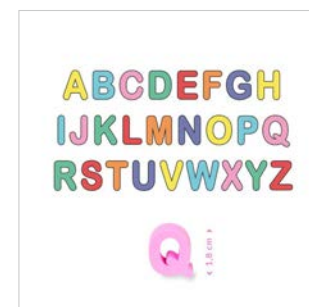 ABCDEFGH
IJKLMNOPQ
RSTUVWXYZ
Q
< 1,8 cm >